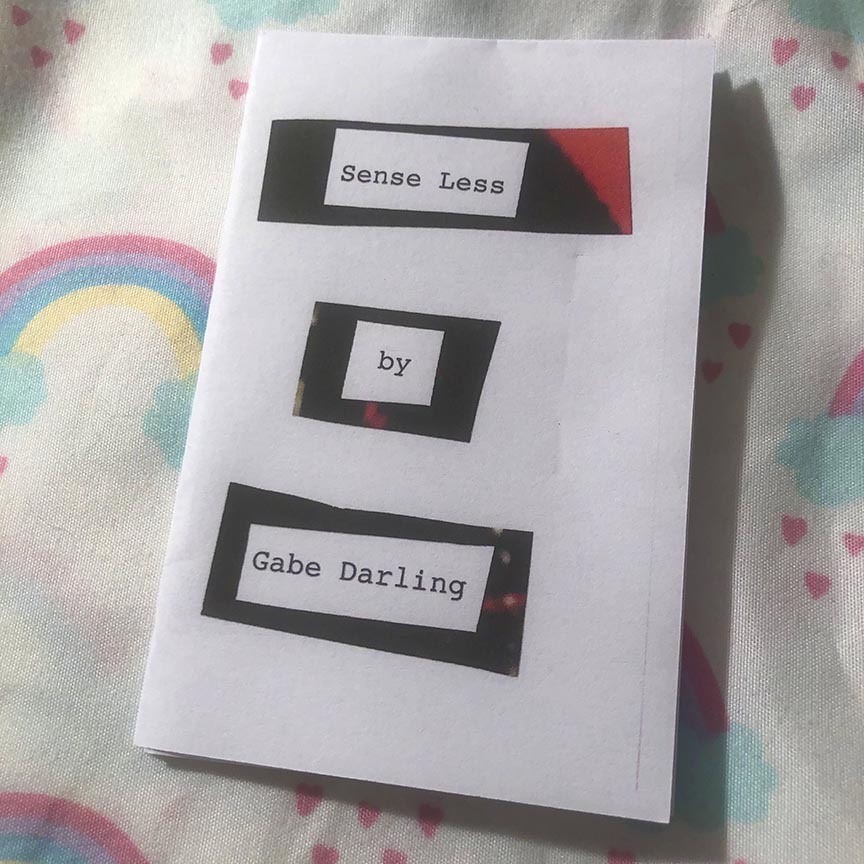 Sense Less
by
Gabe Darling